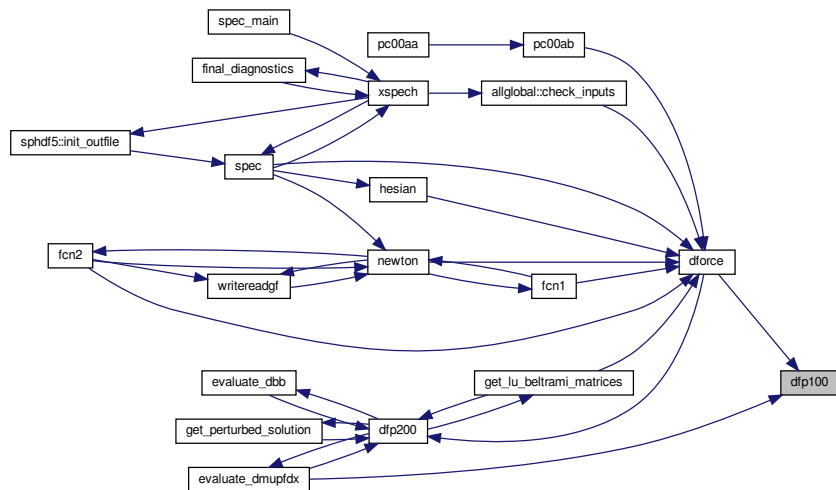 spec_main
pc00aa
pc00ab
final_diagnostics
xspech
allglobal::check_inputs
sphdf5::init_outfile
spec
hesian
fcn2
newton
dforce
writereadgf
fcn1
evaluate_dbb
get_lu_beltrami_matrices
dfp100
get_perturbed_solution
dfp200
evaluate_dmupfdx